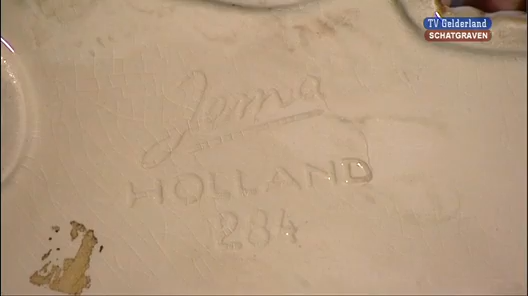 TV Gelderland
SCHATGRAVEN
Jema
HOLLAND
284